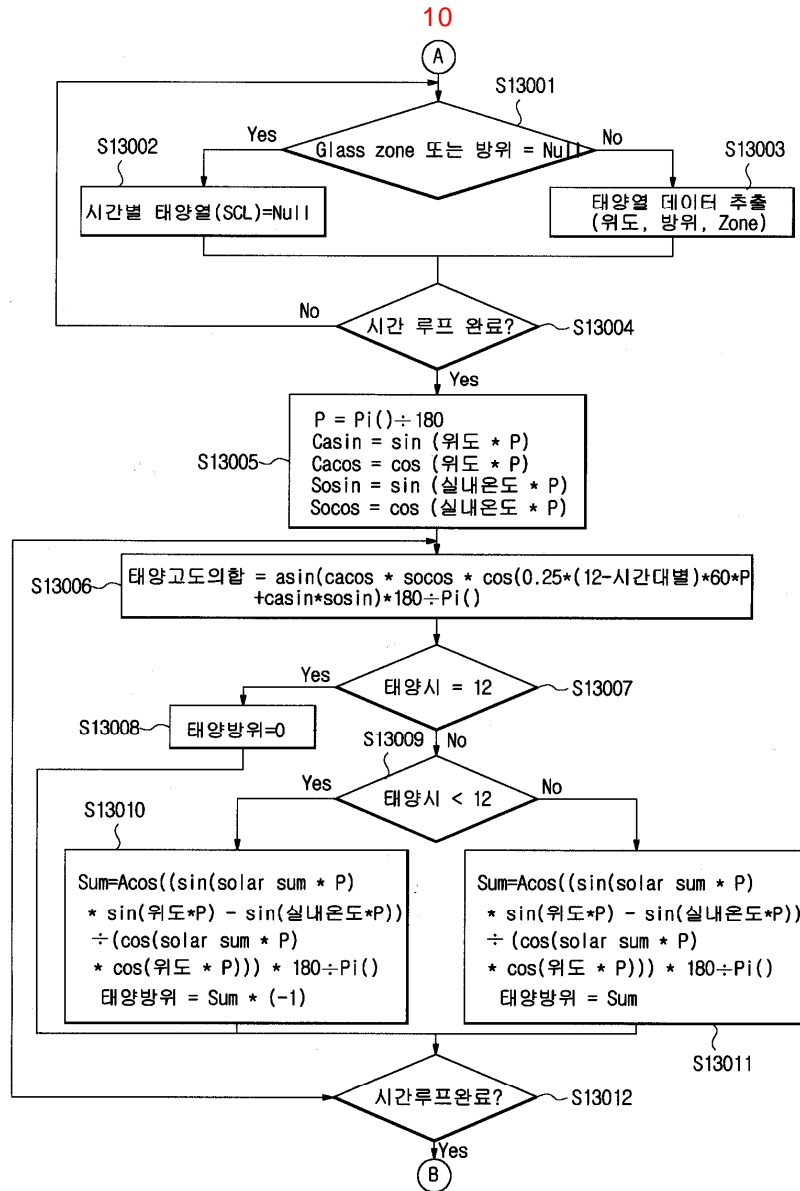 10
A
S13001
Glass zone 또는 방위 = Null
Yes
No
S13002
S13003
시간별 태양열(SCL)=Null
태양열 데이터 추출
(위도, 방위, Zone)
No
시간 루프 완료?
S13004
Yes
P = Pi()÷180
Casin = sin (위도 * P)
Cacos = cos (위도 * P)
Sosin = sin (실내온도 * P)
Socos = cos (실내온도 * P)
S13005
S13006
태양고도의합 = asin(cacos * socos * cos(0.25*(12-시간대별)*60*P
+casin*sosin)*180÷Pi()
Yes
태양시 = 12
S13007
S13008
태양방위=0
No
S13009
Yes
태양시 < 12
No
S13010
Sum=Acos((sin(solar sum * P)
* sin(위도*P) - sin(실내온도*P))
÷(cos(solar sum * P)
* cos(위도 * P))) * 180÷Pi()
태양방위 = Sum * (-1)
Sum=Acos((sin(solar sum * P)
* sin(위도*P) - sin(실내온도*P))
÷(cos(solar sum * P)
* cos(위도 * P))) * 180÷Pi()
태양방위 = Sum
S13011
시간루프완료?
S13012
Yes
B